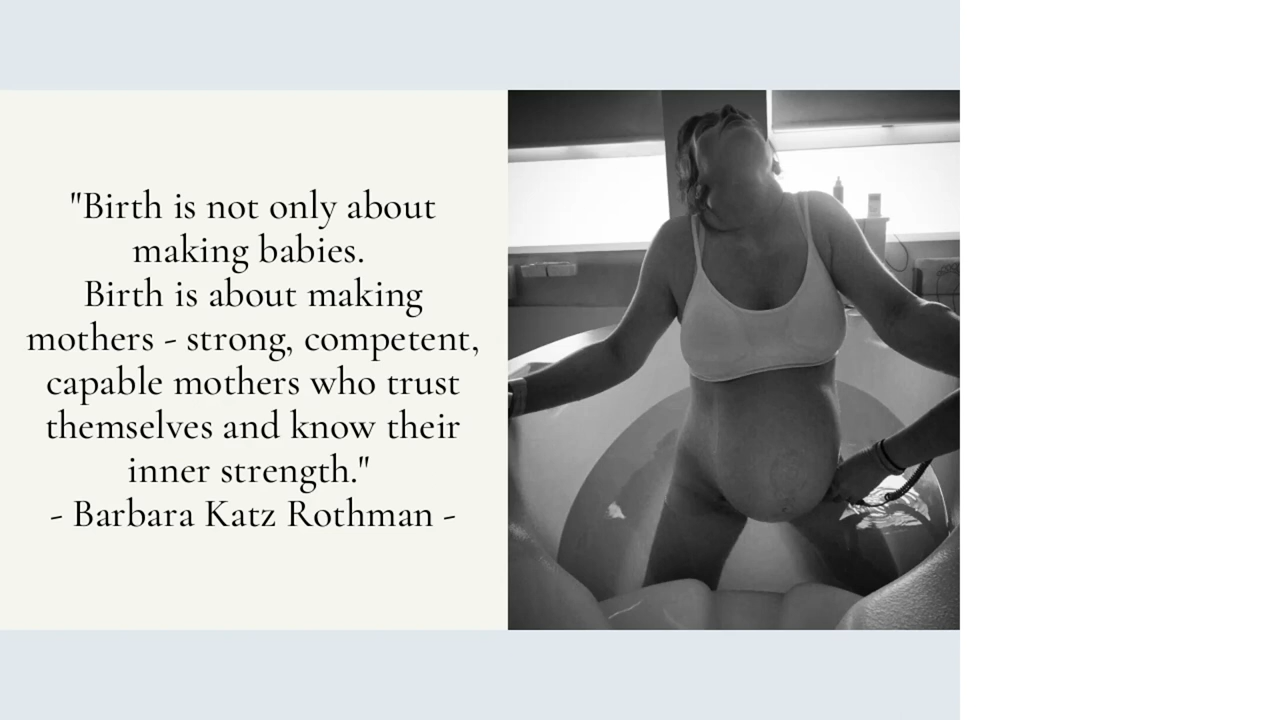 "Birth is not only about
making babies.
Birth is about making
mothers - strong, competent,
capable mothers who trust
themselves and know their
inner strength."
- Barbara Katz Rothman -